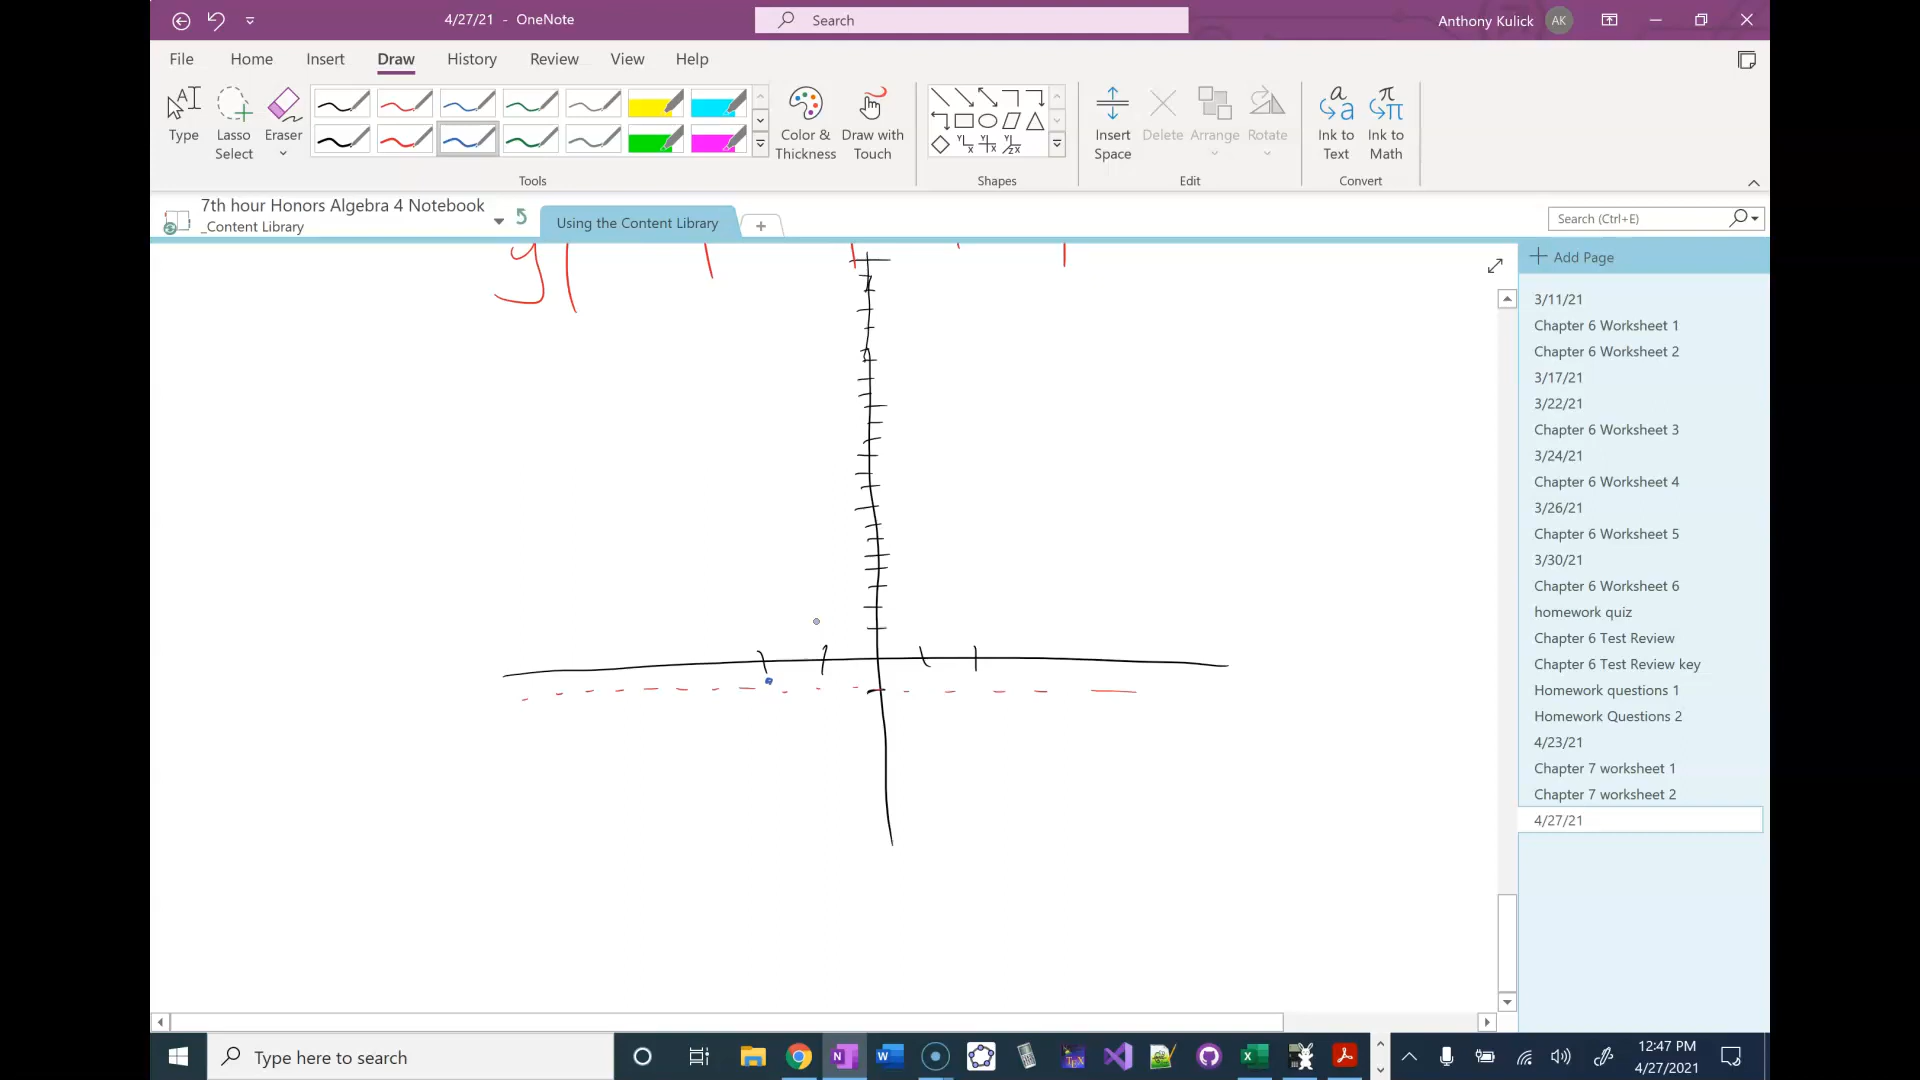 4/27/21 - OneNote
Search
Anthony Kulick
AK
File Home Insert Draw History Review View Help
Type
Lasso Select
Eraser
Color & Thickness
Draw with Touch
Insert Space
Delete
Arrange
Rotate
Ink to Text
Ink to Math
Tools
Shapes
Edit
Convert
7th hour Honors Algebra 4 Notebook
_Content Library
Using the Content Library
Search (Ctrl+E)
Add Page
3/11/21
Chapter 6 Worksheet 1
Chapter 6 Worksheet 2
3/17/21
3/22/21
Chapter 6 Worksheet 3
3/24/21
Chapter 6 Worksheet 4
3/26/21
Chapter 6 Worksheet 5
3/30/21
Chapter 6 Worksheet 6
homework quiz
Chapter 6 Test Review
Chapter 6 Test Review key
Homework questions 1
Homework Questions 2
4/23/21
Chapter 7 worksheet 1
Chapter 7 worksheet 2
4/27/21
y
Type here to search
12:47 PM
4/27/2021